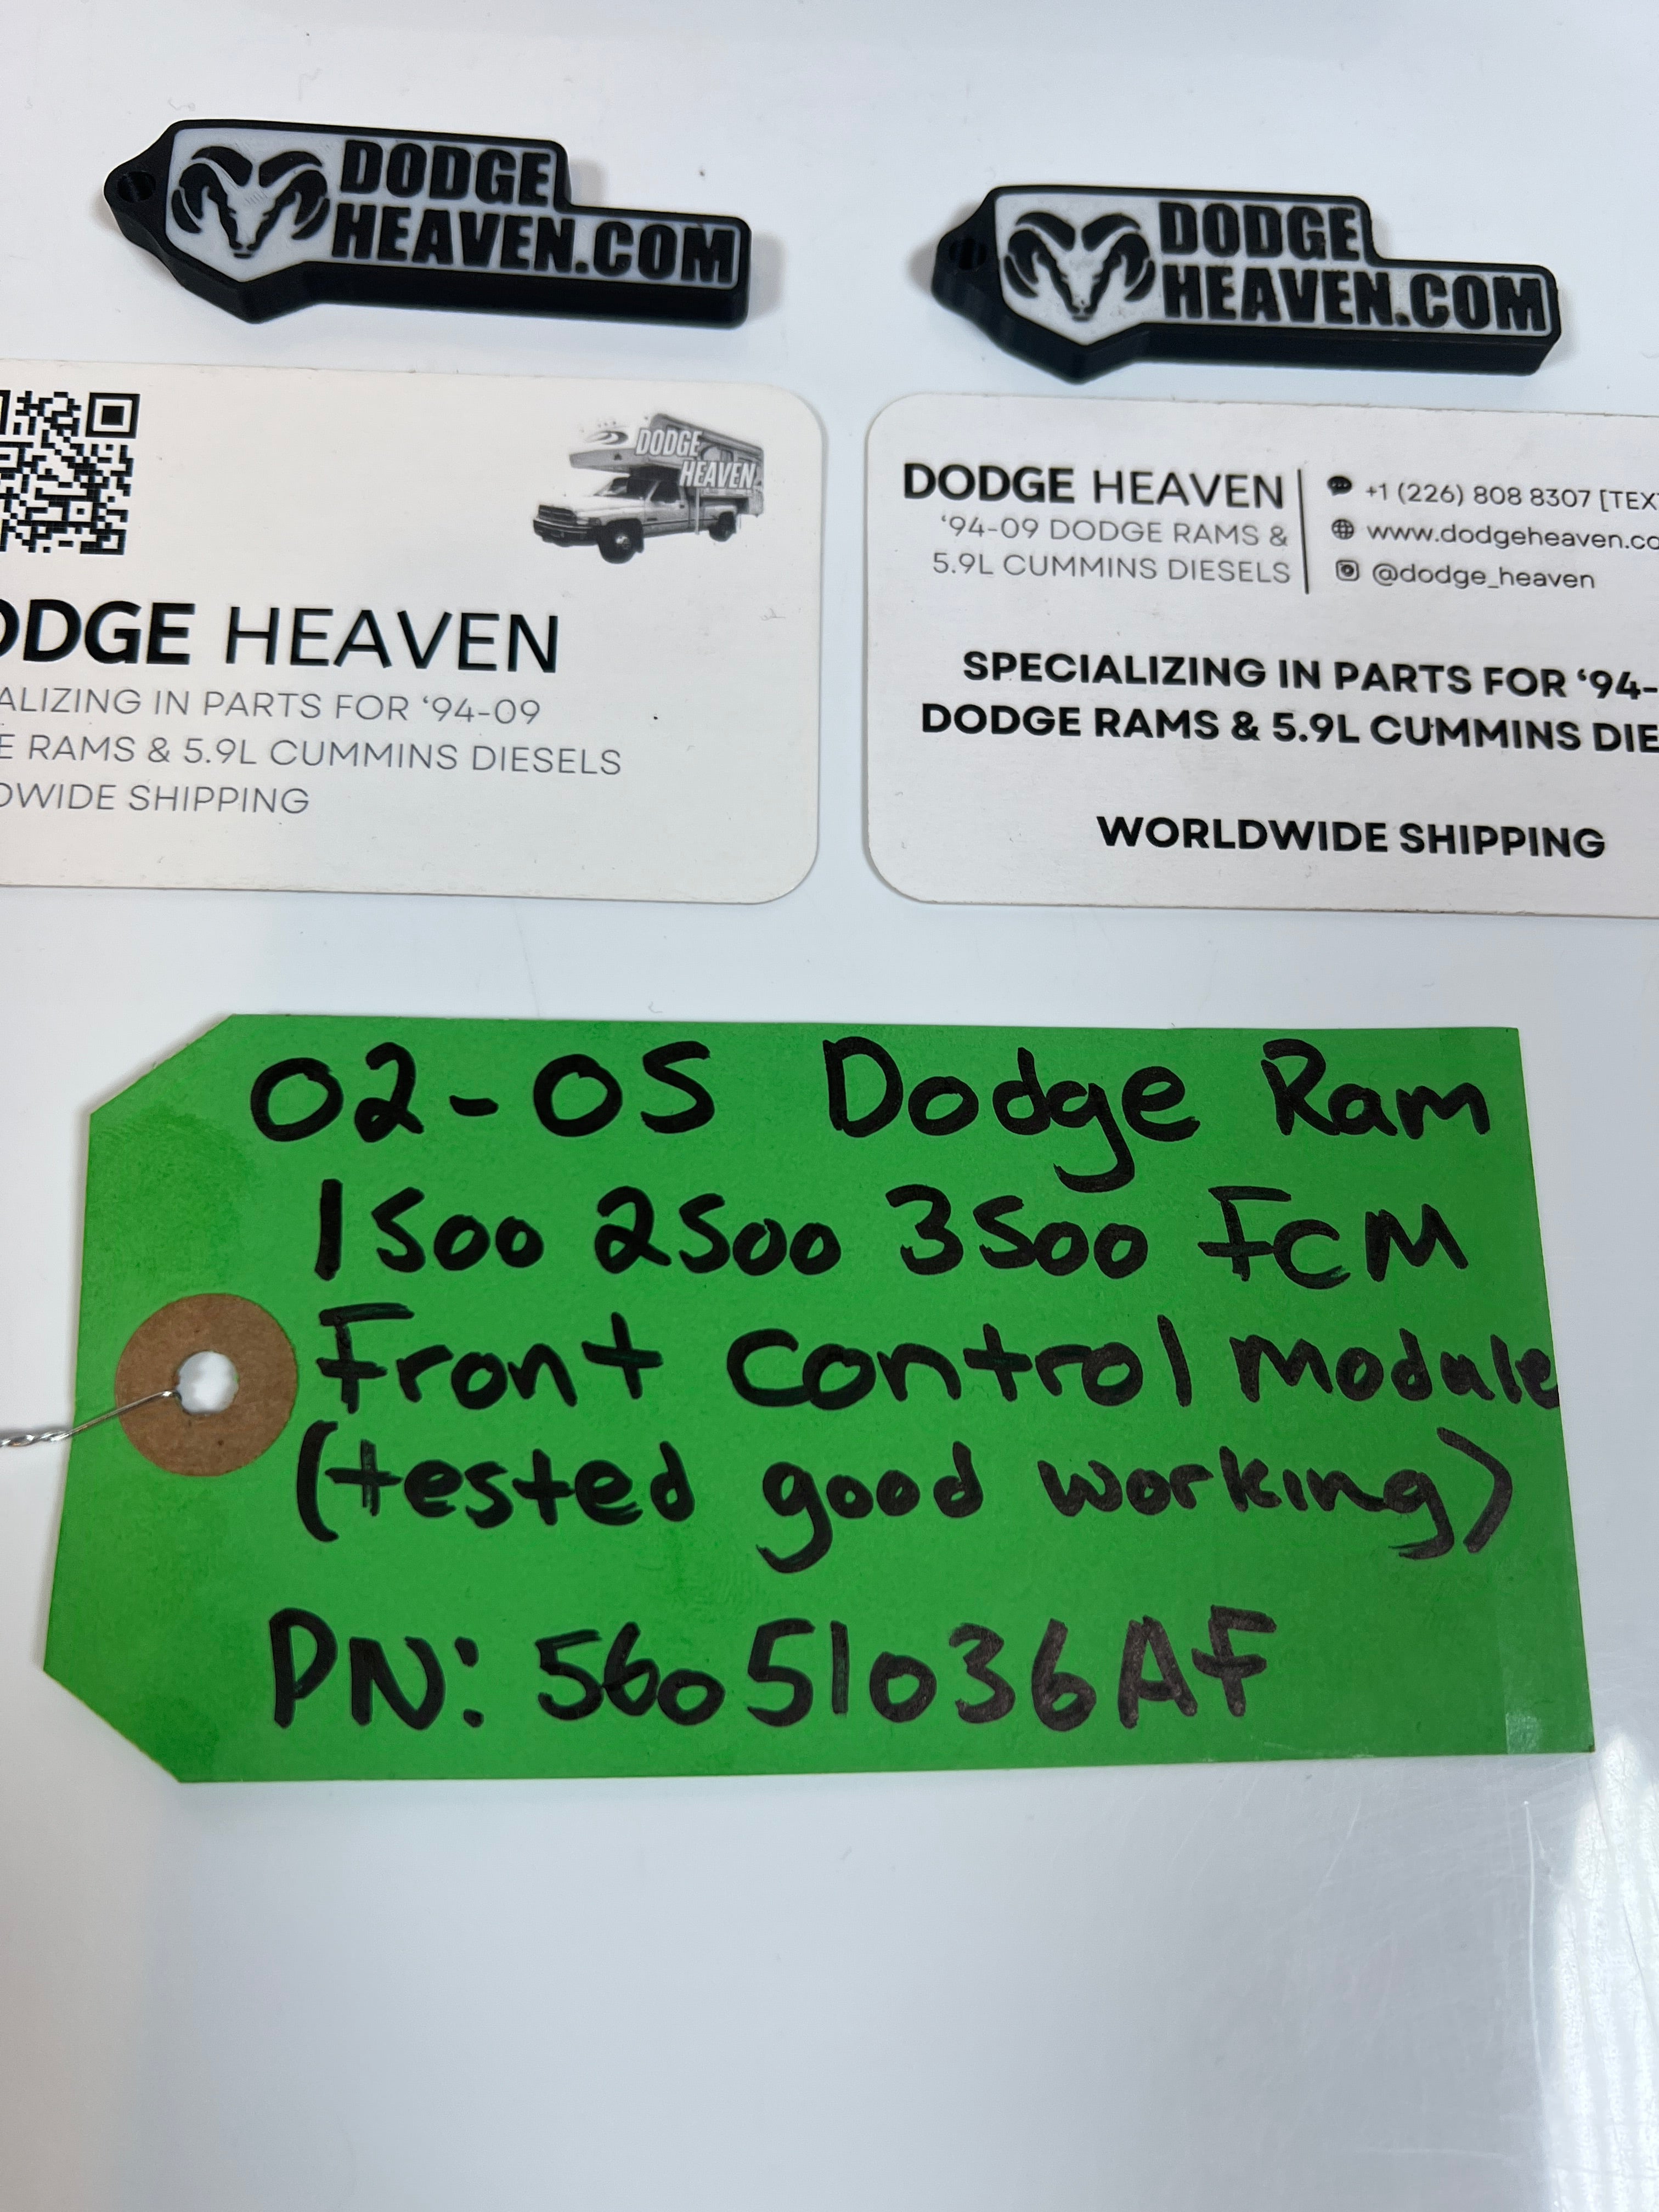 DODGE
HEAVEN.COM
DODGE
HEAVEN.COM
DODGE
HEAVEN
HEAVEN
IN PARTS FOR ‘94-09
RAMS & 5.9L CUMMINS DIESELS
SHIPPING
DODGE HEAVEN
‘94-09 DODGE RAMS &
5.9L CUMMINS DIESELS
+1 (226) 808 8307
www.dodgeheaven.co
@dodge_heaven
SPECIALIZING IN PARTS FOR ‘94-
DODGE RAMS & 5.9L CUMMINS
WORLDWIDE SHIPPING
02-05 Dodge Ram
1500 2500 3500 FCM
Front Control Module
(tested good working)
PN: 56051036AF